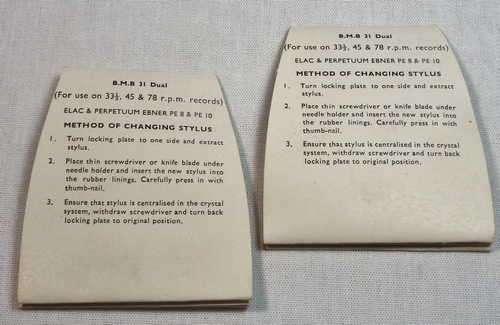 B.M.B 31 Dual
(For use on 33⅓, 45 & 78 r.p.m. records)
ELAC & PERPETUUM EBNER PE 8 & PE 10
METHOD OF CHANGING STYLUS
1. Turn locking plate to one side and extract
stylus.
2. Place thin screwdriver or knife blade under
needle holder and insert the new stylus into
the rubber linings. Carefully press in with
thumb-nail.
3. Ensure that stylus is centralised in the crystal
system, withdraw screwdriver and turn back
locking plate to original position.
B.M.B 31 Dual
(For use on 33⅓, 45 & 78 r.p.m. records)
ELAC & PERPETUUM EBNER PE 8 & PE 10
METHOD OF CHANGING STYLUS
1. Turn locking plate to one side and extract
stylus.
2. Place thin screwdriver or knife blade under
needle holder and insert the new stylus into
the rubber linings. Carefully press in with
thumb-nail.
3. Ensure that stylus is centralised in the crystal
system, withdraw screwdriver and turn back
locking plate to original position.